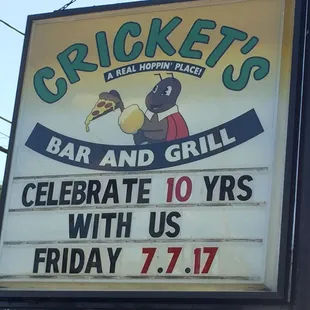 CRICKET'S
A REAL HOPPIN' PLACE!
BAR AND GRILL
CELEBRATE 10 YRS
WITH US
FRIDAY 7.7.17